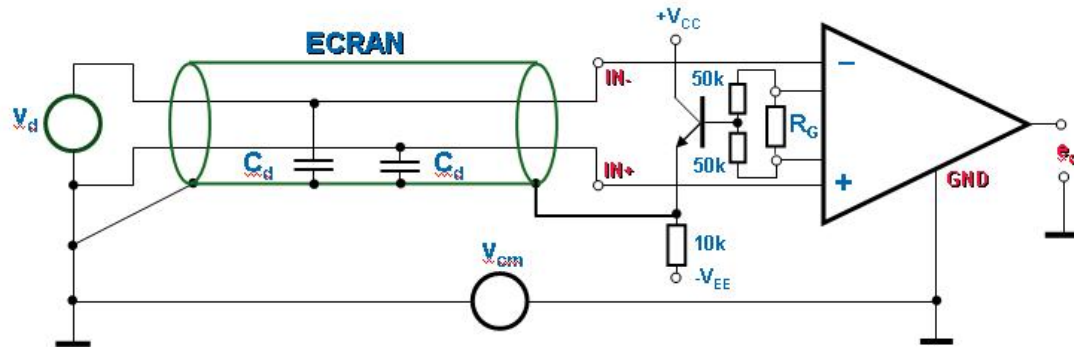 +VCC
ECRAN
IN-
50k
−
Vd
RG
Cd
Cd
50k
IN+
+
GND
10k
Vcm
-VEE